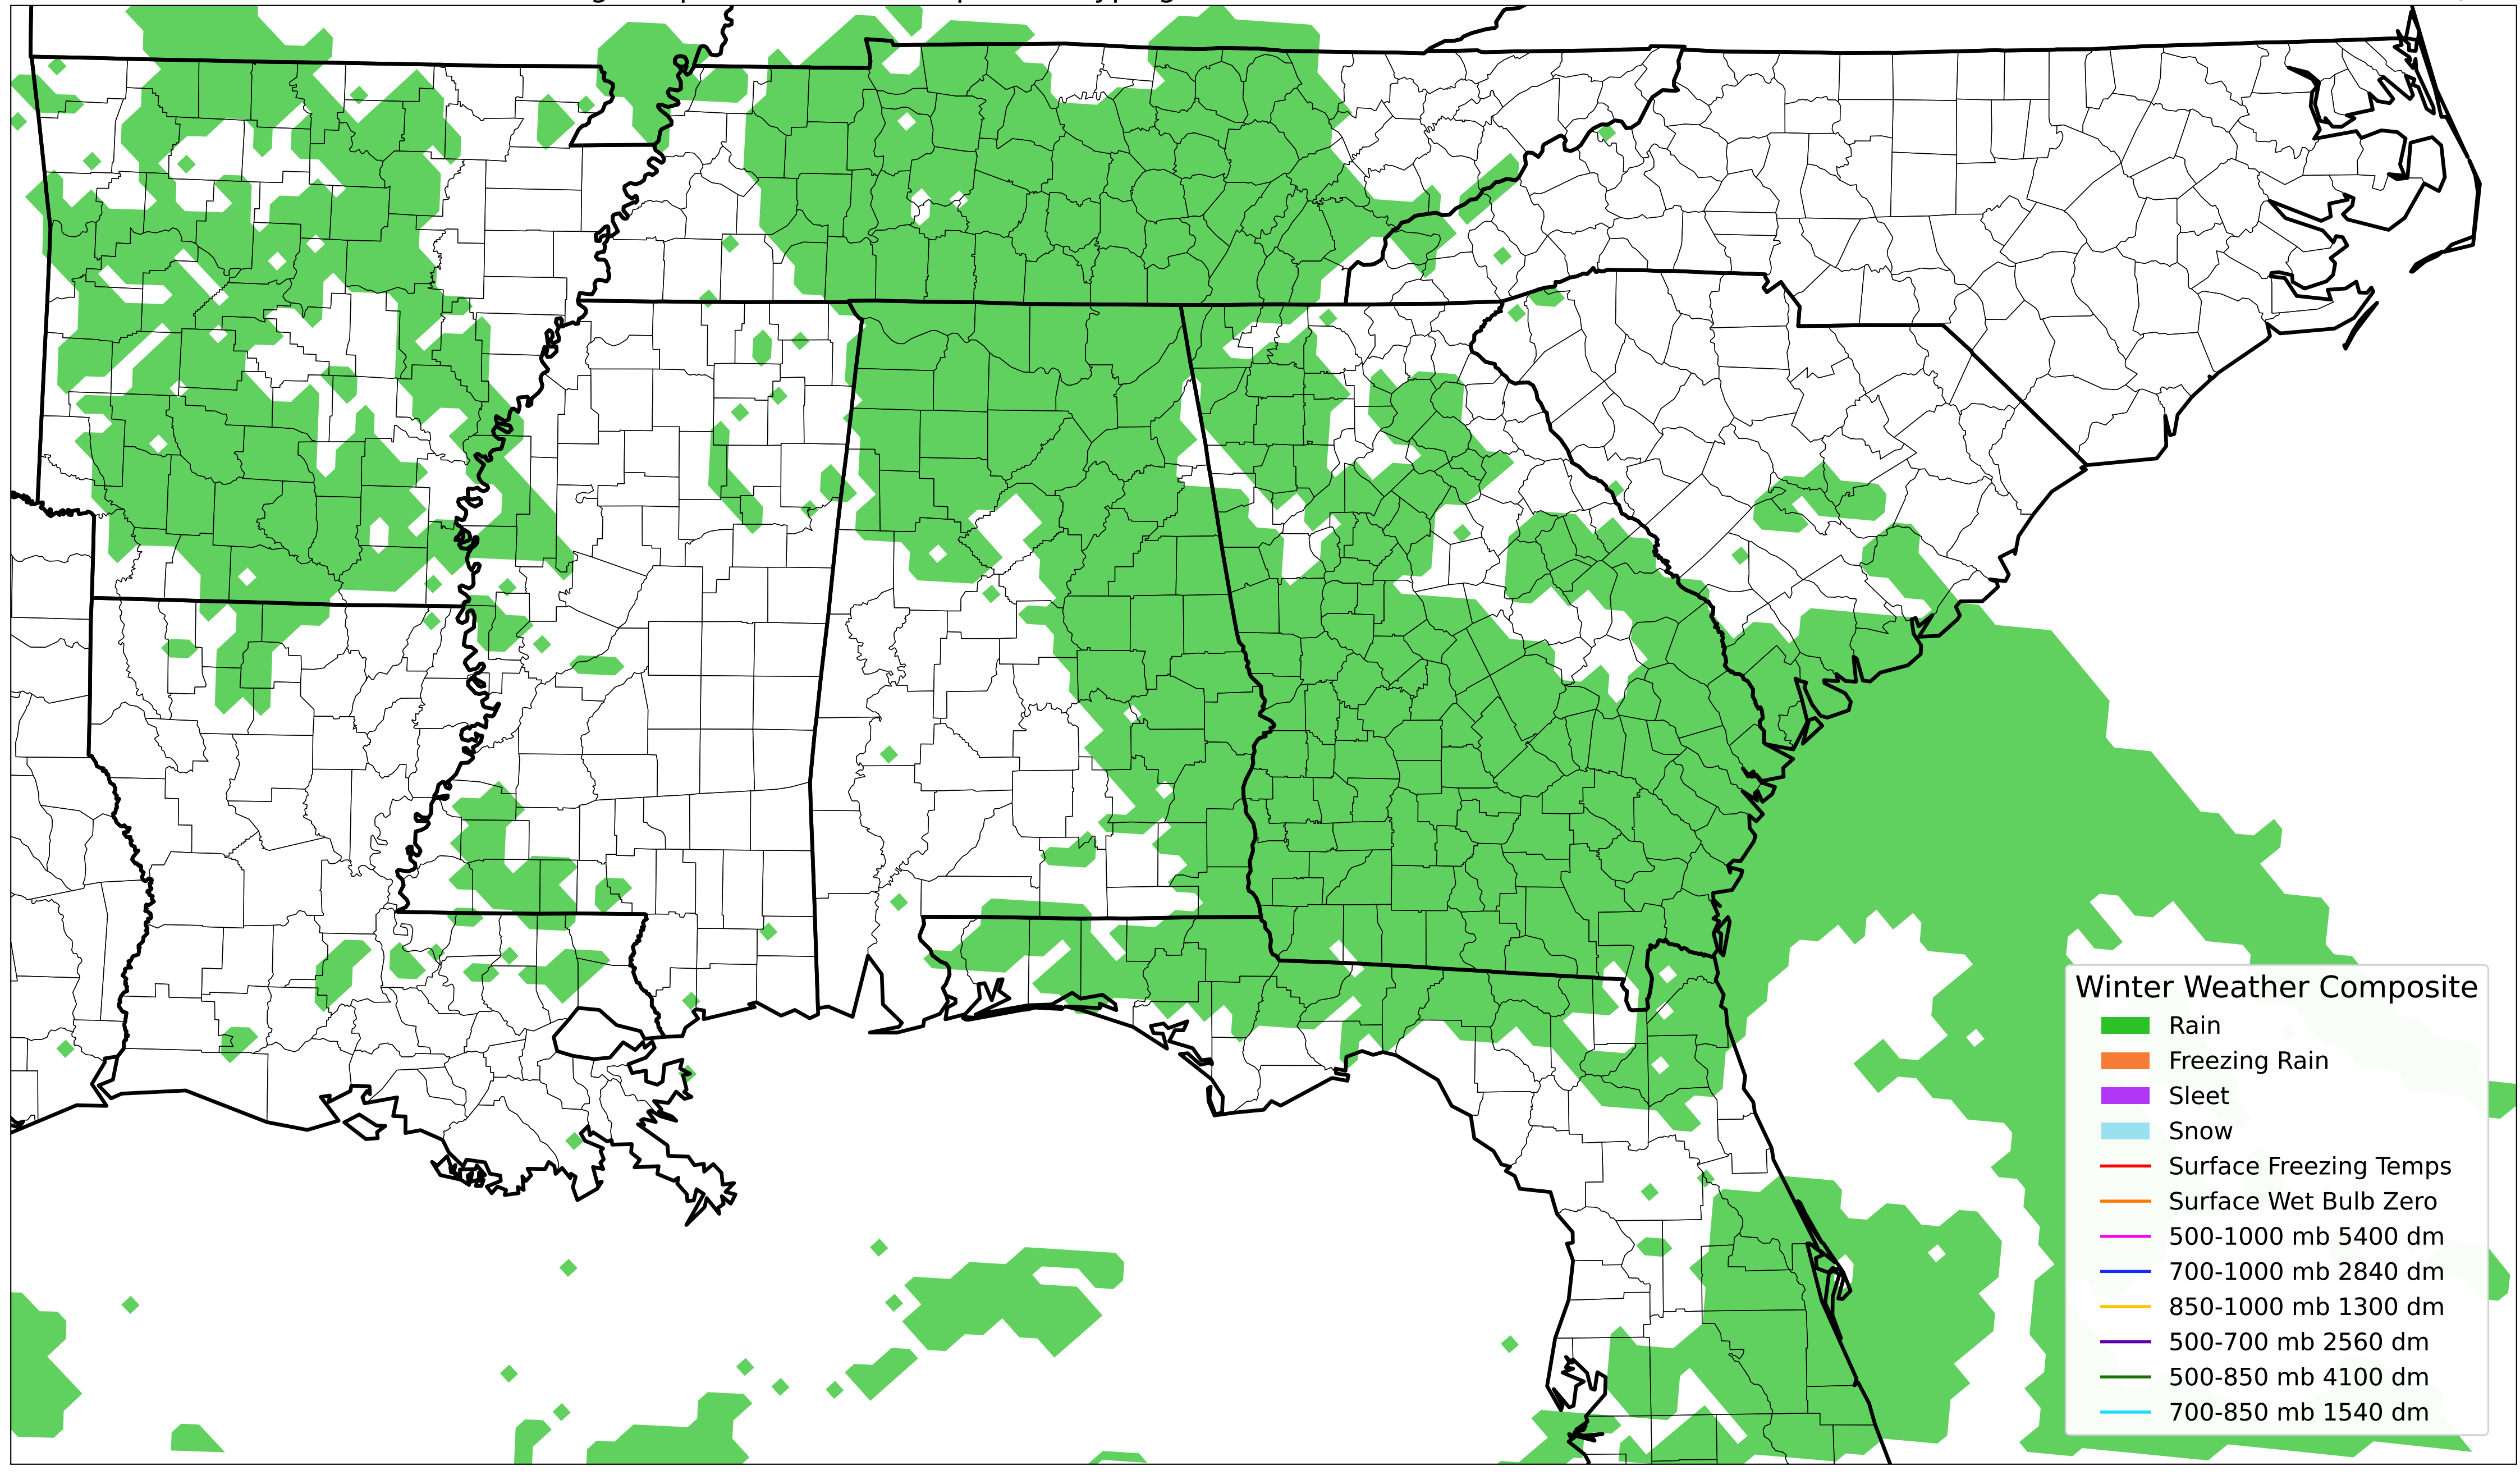 Winter Weather Composite
Rain
Freezing Rain
Sleet
Snow
Surface Freezing Temps
Surface Wet Bulb Zero
500-1000 mb 5400 dm
700-1000 mb 2840 dm
850-1000 mb 1300 dm
500-700 mb 2560 dm
500-850 mb 4100 dm
700-850 mb 1540 dm